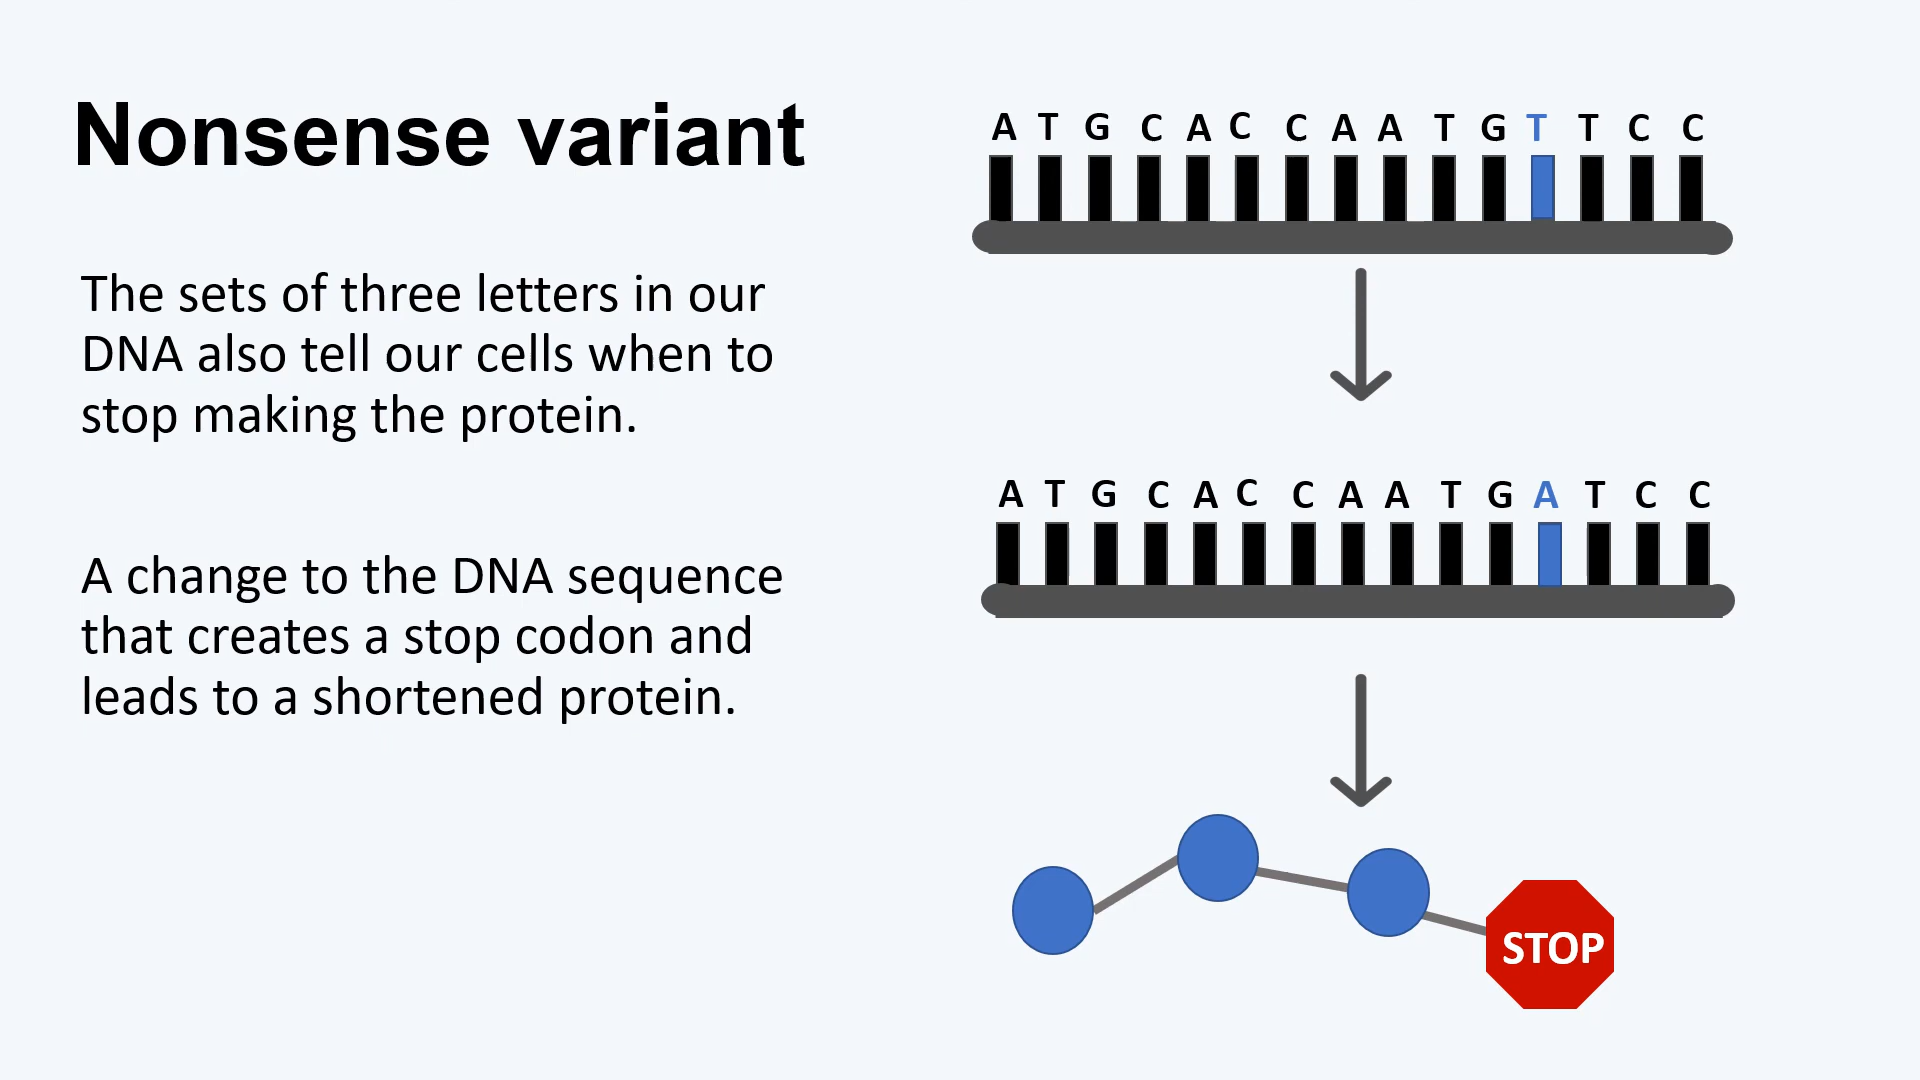 Nonsense variant
The sets of three letters in our
DNA also tell our cells when to
stop making the protein.
A change to the DNA sequence
that creates a stop codon and
leads to a shortened protein.
A T G C A C C A A T G T T C C
A T G C A C C A A T G A T C C
STOP